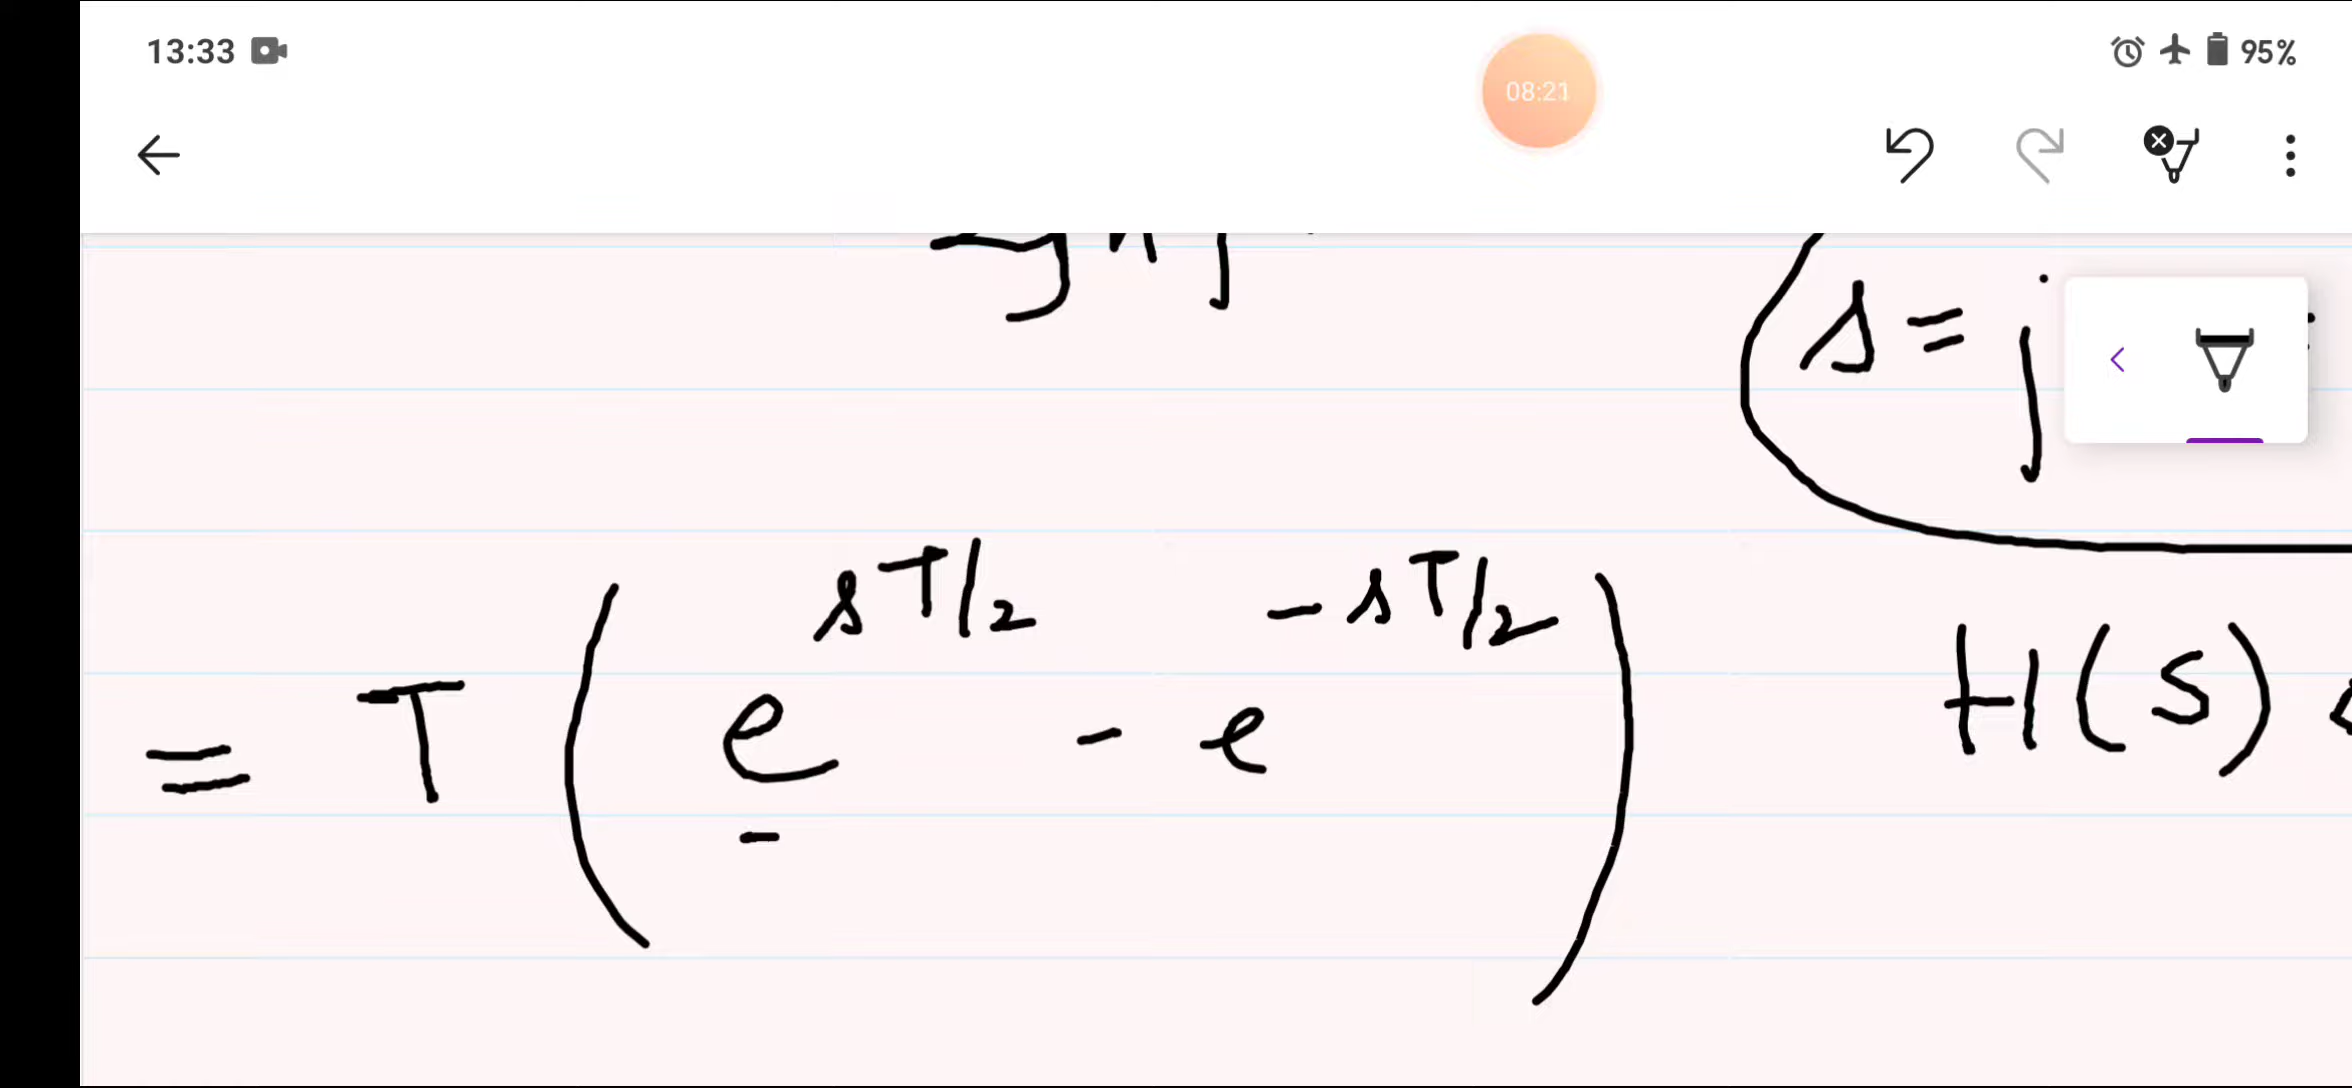 13:33 95%
08:21
s = j
= T ( e^{sT/2} - e^{-sT/2} ) H(s)